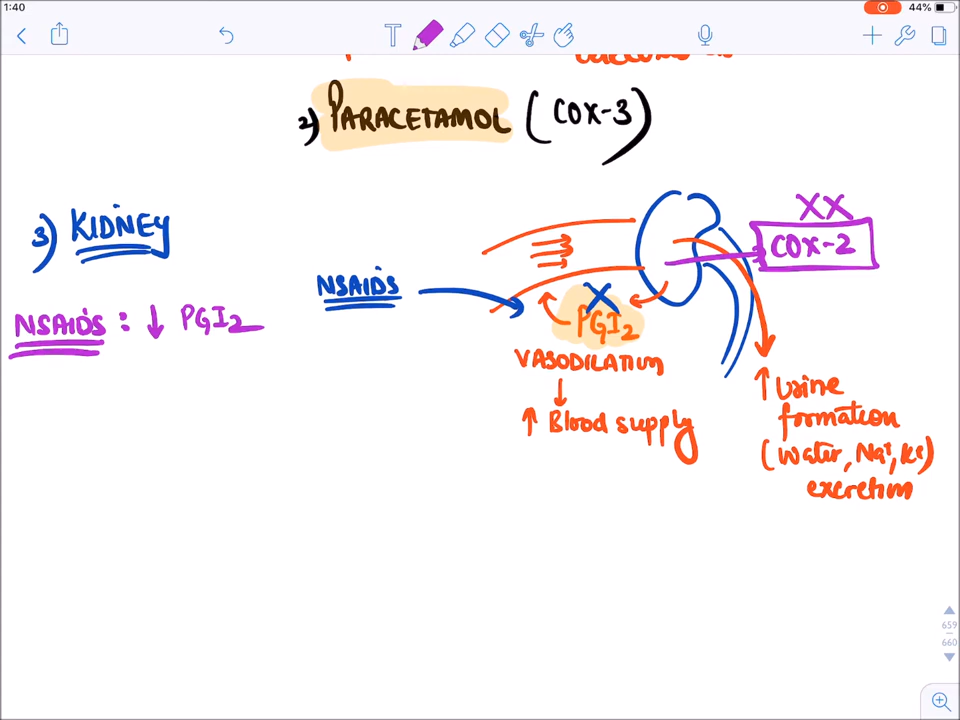 1:40
44%
T
2) PARACETAMOL (COX-3)
3) KIDNEY
XX
COX-2
NSAIDS
X
PGI2
NSAIDS : ↓ PGI2
VASODILATION
↓
↑ Blood supply
↑ Urine
formation
(water, Na+, K+)
excretion
659
660